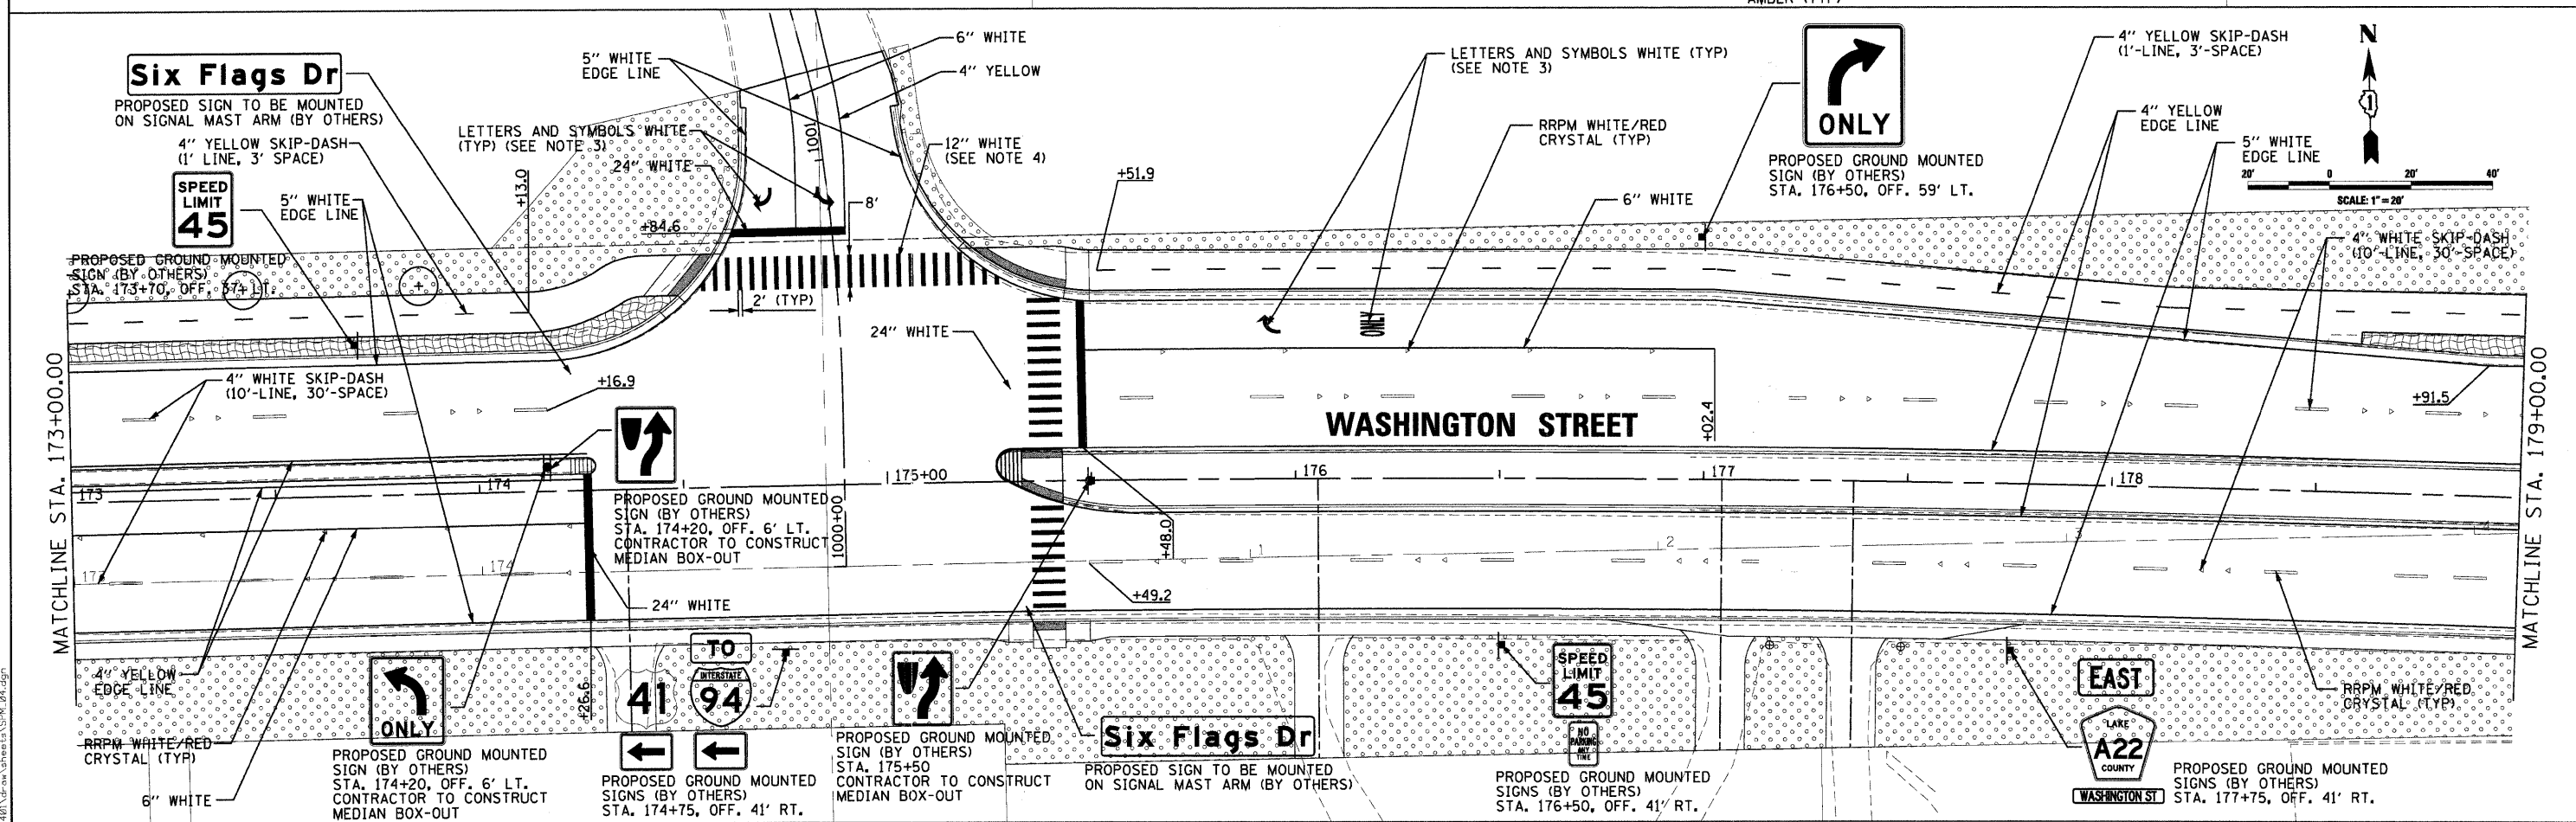 AMBER (TYP)
Six Flags Dr
PROPOSED SIGN TO BE MOUNTED
ON SIGNAL MAST ARM (BY OTHERS)
4" YELLOW SKIP-DASH
(1' LINE, 3' SPACE)
SPEED
LIMIT
45
5" WHITE
EDGE LINE
PROPOSED GROUND MOUNTED
SIGN (BY OTHERS)
STA. 173+70, OFF. 37' LT.
5" WHITE
EDGE LINE
LETTERS AND SYMBOLS WHITE
(TYP) (SEE NOTE 3)
24" WHITE
+13.0
+84.6
6" WHITE
4" YELLOW
1001
12" WHITE
(SEE NOTE 4)
8'
2' (TYP)
24" WHITE
+51.9
LETTERS AND SYMBOLS WHITE (TYP)
(SEE NOTE 3)
RRPM WHITE/RED
CRYSTAL (TYP)
6" WHITE
ONLY
ONLY
PROPOSED GROUND MOUNTED
SIGN (BY OTHERS)
STA. 176+50, OFF. 59' LT.
4" YELLOW SKIP-DASH
(1'-LINE, 3'-SPACE)
4" YELLOW
EDGE LINE
5" WHITE
EDGE LINE
N
1
20' 0 20' 40'
SCALE: 1" = 20'
4" WHITE SKIP-DASH
(10'-LINE, 30'-SPACE)
MATCHLINE STA. 173+00.00
4" WHITE SKIP-DASH
(10'-LINE, 30'-SPACE)
+16.9
WASHINGTON STREET
+02.4
+91.5
MATCHLINE STA. 179+00.00
173
174
175+00
176
177
178
PROPOSED GROUND MOUNTED
SIGN (BY OTHERS)
STA. 174+20, OFF. 6' LT.
CONTRACTOR TO CONSTRUCT
MEDIAN BOX-OUT
1000+00
+48.0
174
1
2
3
24" WHITE
+49.2
4" YELLOW
EDGE LINE
RRPM WHITE/RED
CRYSTAL (TYP)
6" WHITE
ONLY
PROPOSED GROUND MOUNTED
SIGN (BY OTHERS)
STA. 174+20, OFF. 6' LT.
CONTRACTOR TO CONSTRUCT
MEDIAN BOX-OUT
+26.6
41
TO
INTERSTATE
94
PROPOSED GROUND MOUNTED
SIGNS (BY OTHERS)
STA. 174+75, OFF. 41' RT.
PROPOSED GROUND MOUNTED
SIGN (BY OTHERS)
STA. 175+50
CONTRACTOR TO CONSTRUCT
MEDIAN BOX-OUT
Six Flags Dr
PROPOSED SIGN TO BE MOUNTED
ON SIGNAL MAST ARM (BY OTHERS)
SPEED
LIMIT
45
NO
PARKING
ANY
TIME
PROPOSED GROUND MOUNTED
SIGNS (BY OTHERS)
STA. 176+50, OFF. 41' RT.
EAST
LAKE
A22
COUNTY
WASHINGTON ST
PROPOSED GROUND MOUNTED
SIGNS (BY OTHERS)
STA. 177+75, OFF. 41' RT.
RRPM WHITE/RED
CRYSTAL (TYP)